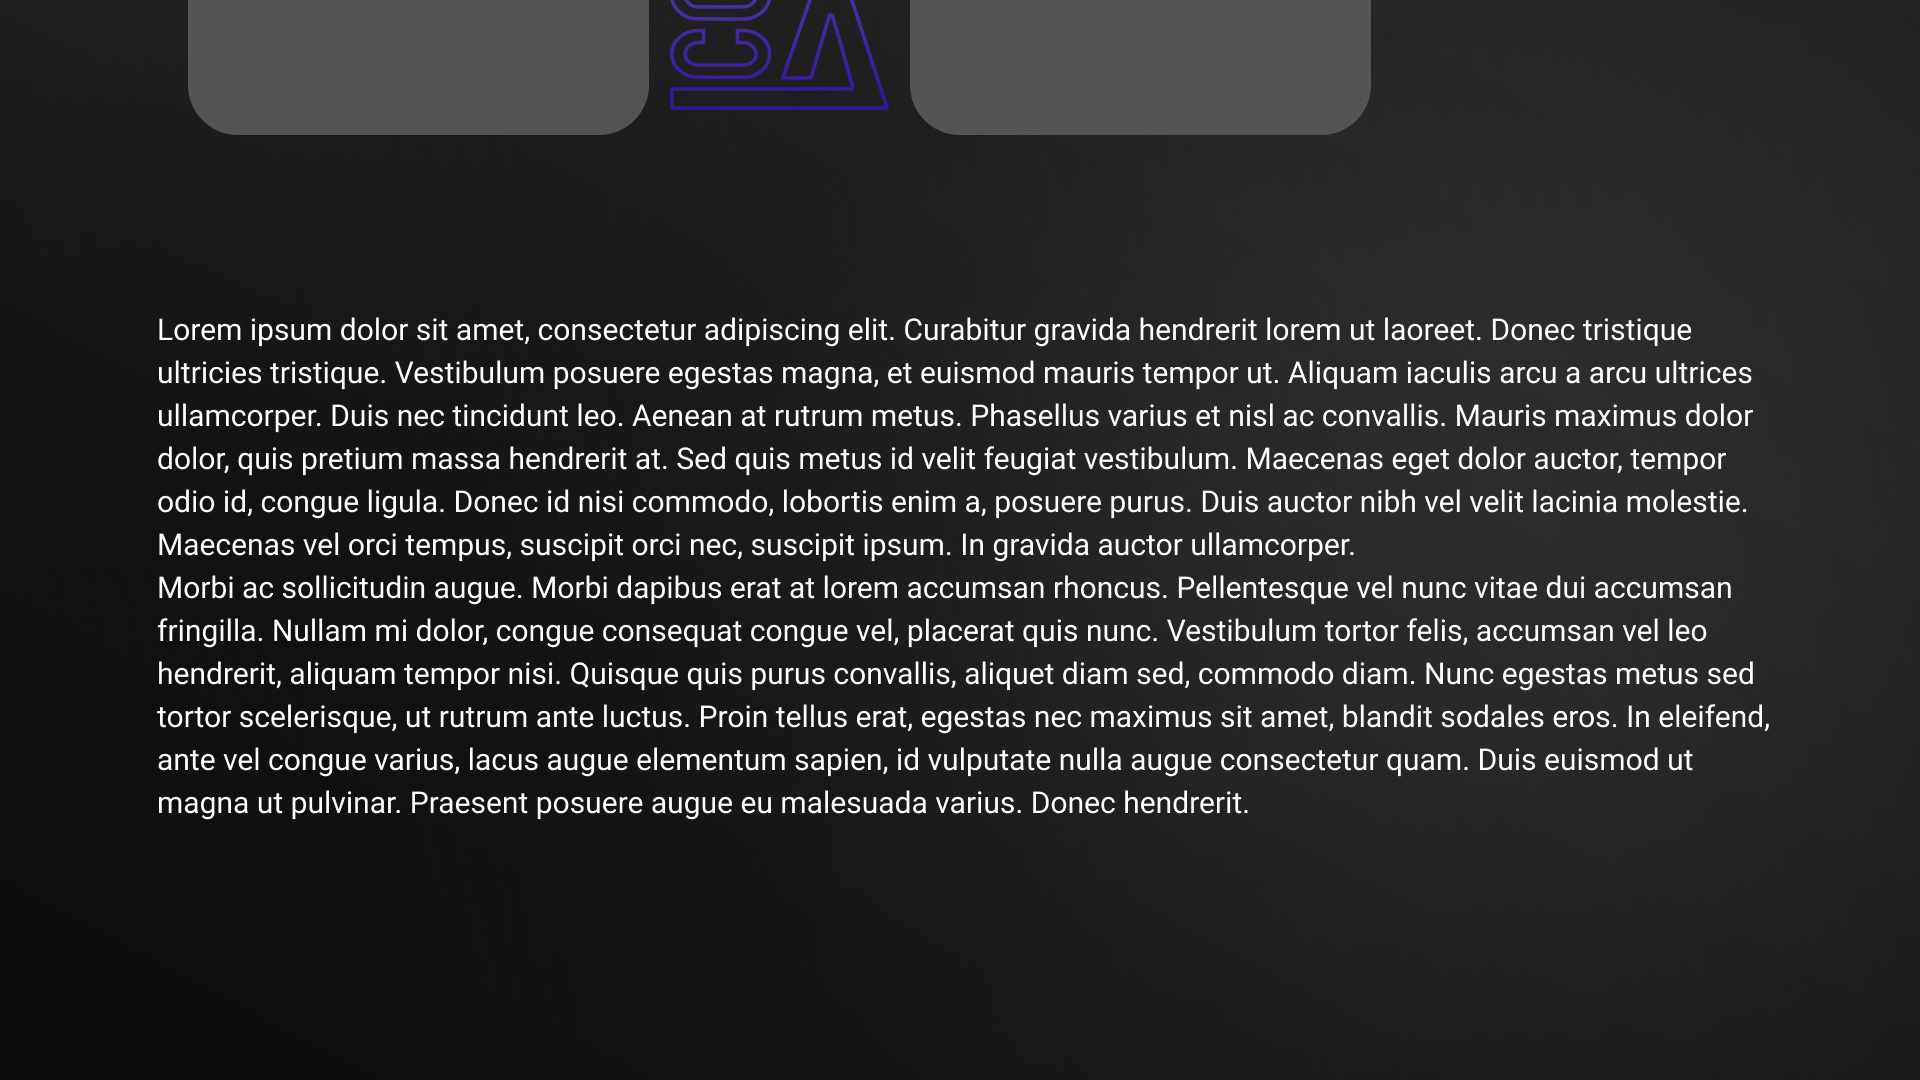 Lorem ipsum dolor sit amet, consectetur adipiscing elit. Curabitur gravida hendrerit lorem ut laoreet. Donec tristique
ultricies tristique. Vestibulum posuere egestas magna, et euismod mauris tempor ut. Aliquam iaculis arcu a arcu ultrices
ullamcorper. Duis nec tincidunt leo. Aenean at rutrum metus. Phasellus varius et nisl ac convallis. Mauris maximus dolor
dolor, quis pretium massa hendrerit at. Sed quis metus id velit feugiat vestibulum. Maecenas eget dolor auctor, tempor
odio id, congue ligula. Donec id nisi commodo, lobortis enim a, posuere purus. Duis auctor nibh vel velit lacinia molestie.
Maecenas vel orci tempus, suscipit orci nec, suscipit ipsum. In gravida auctor ullamcorper.
Morbi ac sollicitudin augue. Morbi dapibus erat at lorem accumsan rhoncus. Pellentesque vel nunc vitae dui accumsan
fringilla. Nullam mi dolor, congue consequat congue vel, placerat quis nunc. Vestibulum tortor felis, accumsan vel leo
hendrerit, aliquam tempor nisi. Quisque quis purus convallis, aliquet diam sed, commodo diam. Nunc egestas metus sed
tortor scelerisque, ut rutrum ante luctus. Proin tellus erat, egestas nec maximus sit amet, blandit sodales eros. In eleifend,
ante vel congue varius, lacus augue elementum sapien, id vulputate nulla augue consectetur quam. Duis euismod ut
magna ut pulvinar. Praesent posuere augue eu malesuada varius. Donec hendrerit.